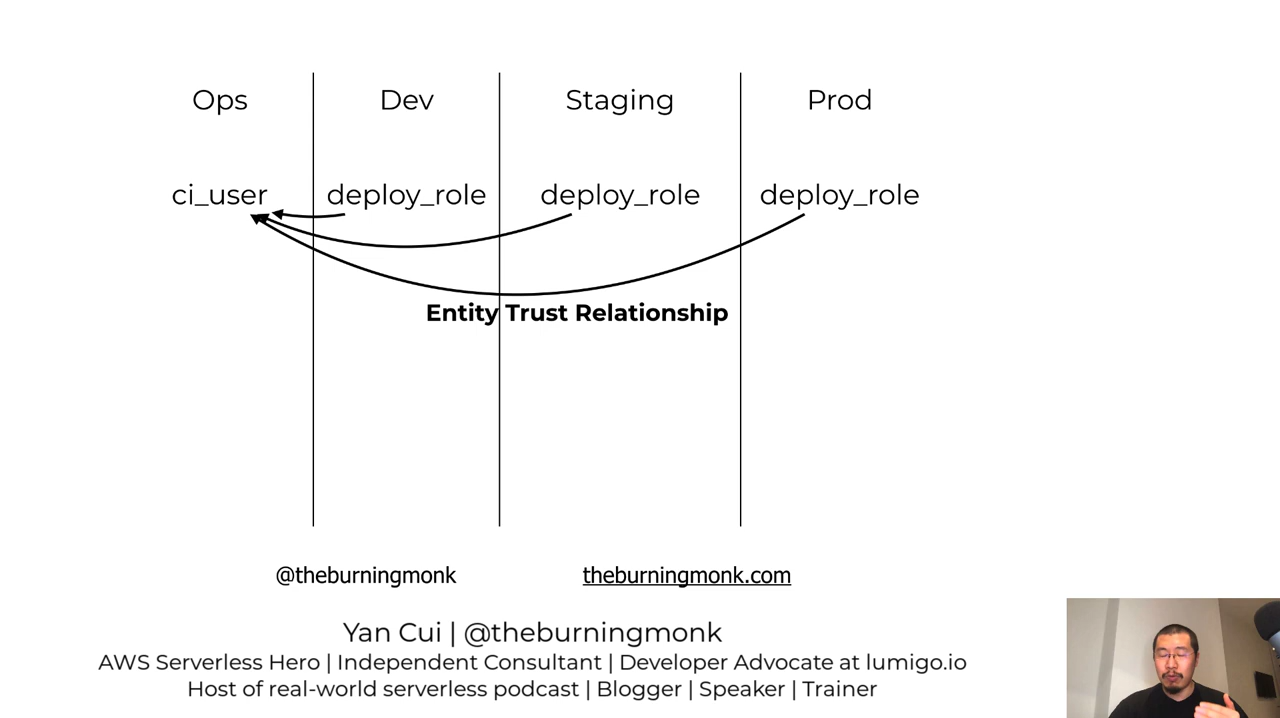 Ops Dev Staging Prod
ci_user deploy_role deploy_role deploy_role
Entity Trust Relationship
@theburningmonk theburningmonk.com
Yan Cui | @theburningmonk
AWS Serverless Hero | Independent Consultant | Developer Advocate at lumigo.io
Host of real-world serverless podcast | Blogger | Speaker | Trainer